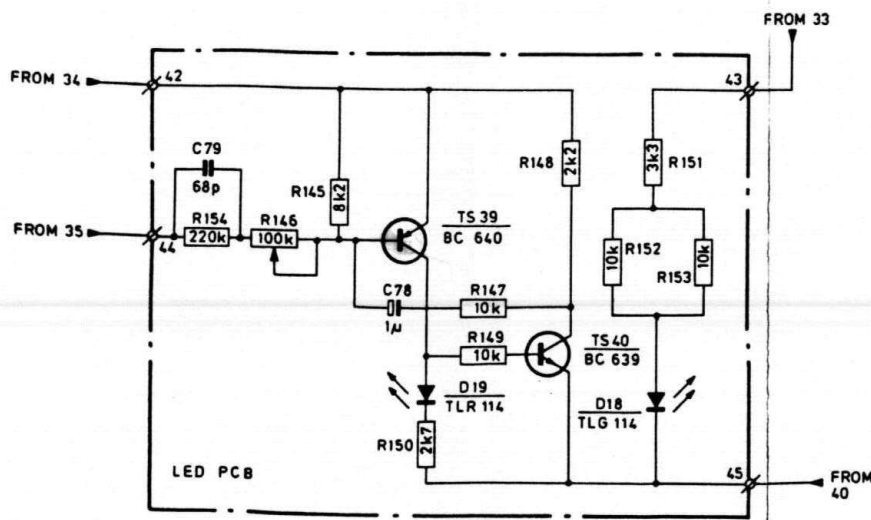 FROM 33
FROM 34
42
43
C79
68p
R145
8k2
R148
2k2
3k3
R151
FROM 35
44
R154
220k
R146
100k
TS 39
BC 640
10k
R152
R153
10k
C78
1μ
R147
10k
R149
10k
TS 40
BC 639
D19
TLR 114
D18
TLG 114
R150
2k7
LED PCB
45
FROM
40